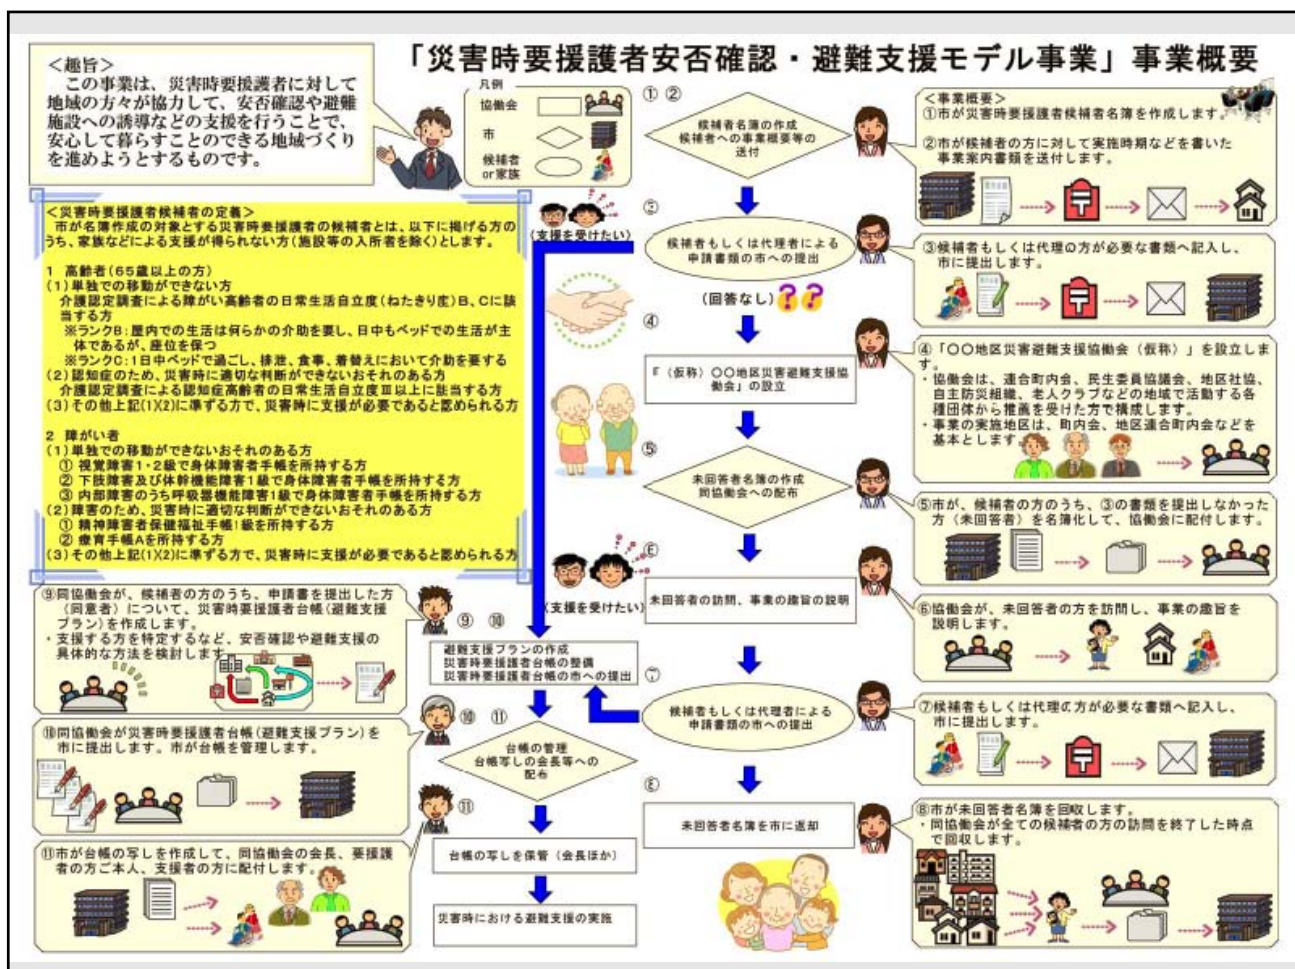 「災害時要援護者安否確認・避難支援モデル事業」事業概要
＜趣旨＞
この事業は、災害時要援護者に対して
地域の方々が協力して、安否確認や避難
施設への誘導などの支援を行うことで、
安心して暮らすことのできる地域づくり
を進めようとするものです。
凡例
協働会
市
候補者
or家族
＜災害時要援護者候補者の定義＞
市が名簿作成の対象とする災害時要援護者の候補者とは、以下に掲げる方の
うち、家族などによる支援が得られない方（施設等の入所者を除く）とします。
1 高齢者（65歳以上の方）
(1)単独での移動ができない方
介護認定調査による障がい高齢者の日常生活自立度（ねたきり度）B、Cに該
当する方
※ランクB：屋内での生活は何らかの介助を要し、日中もベッドでの生活が主
体であるが、座位を保つ
※ランクC：1日中ベッドで過ごし、排泄、食事、着替えにおいて介助を要する
(2)認知症のため、災害時に適切な判断ができないおそれのある方
介護認定調査による認知症高齢者の日常生活自立度Ⅲ以上に該当する方
(3)その他上記(1)(2)に準ずる方で、災害時に支援が必要であると認められる方
2 障がい者
(1)単独での移動ができないおそれのある方
① 視覚障害1・2級で身体障害者手帳を所持する方
② 下肢障害及び体幹機能障害1級で身体障害者手帳を所持する方
③ 内部障害のうち呼吸器機能障害1級で身体障害者手帳を所持する方
(2)障害のため、災害時に適切な判断ができないおそれのある方
① 精神障害者保健福祉手帳1級を所持する方
② 療育手帳Aを所持する方
(3)その他上記(1)(2)に準ずる方で、災害時に支援が必要であると認められる方
① ②
候補者名簿の作成
候補者への事業概要等の
送付
③
（支援を受けたい）
候補者もしくは代理者による
申請書類の市への提出
（回答なし）
④
『（仮称）〇〇地区災害避難支援協
働会」の設立
⑤
未回答者名簿の作成
同協働会への配布
⑥
未回答者の訪問、事業の趣旨の説明
（支援を受けたい）
⑦
候補者もしくは代理者による
申請書類の市への提出
⑧
未回答者名簿を市に返却
⑨ ⑩
避難支援プランの作成
災害時要援護者台帳の整備
災害時要援護者台帳の市への提出
⑩ ⑪
台帳の管理
台帳写しの会長等への
配布
⑪
台帳の写しを保管（会長ほか）
災害時における避難支援の実施
＜事業概要＞
①市が災害時要援護者候補者名簿を作成します。
②市が候補者の方に対して実施時期などを書いた
事業案内書類を送付します。
③候補者もしくは代理の方が必要な書類へ記入し、
市に提出します。
④「〇〇地区災害避難支援協働会（仮称）」を設立しま
す。
・協働会は、連合町内会、民生委員協議会、地区社協、
自主防災組織、老人クラブなどの地域で活動する各
種団体から推薦を受けた方で構成します。
・事業の実施地区は、町内会、地区連合町内会などを
基本とします。
⑤市が、候補者の方のうち、③の書類を提出しなかった
方（未回答者）を名簿化して、協働会に配付します。
⑥協働会が、未回答者の方を訪問し、事業の趣旨を
説明します。
⑦候補者もしくは代理の方が必要な書類へ記入し、
市に提出します。
⑧市が未回答者名簿を回収します。
・同協働会が全ての候補者の方の訪問を終了した時点
で回収します。
⑨同協働会が、候補者の方のうち、申請書を提出した方
（同意者）について、災害時要援護者台帳（避難支援
プラン）を作成します。
・支援する方を特定するなど、安否確認や避難支援の
具体的な方法を検討します
⑩同協働会が災害時要援護者台帳（避難支援プラン）を
市に提出します。市が台帳を管理します。
⑪市が台帳の写しを作成して、同協働会の会長、要援護
者の方ご本人、支援者の方に配付します。